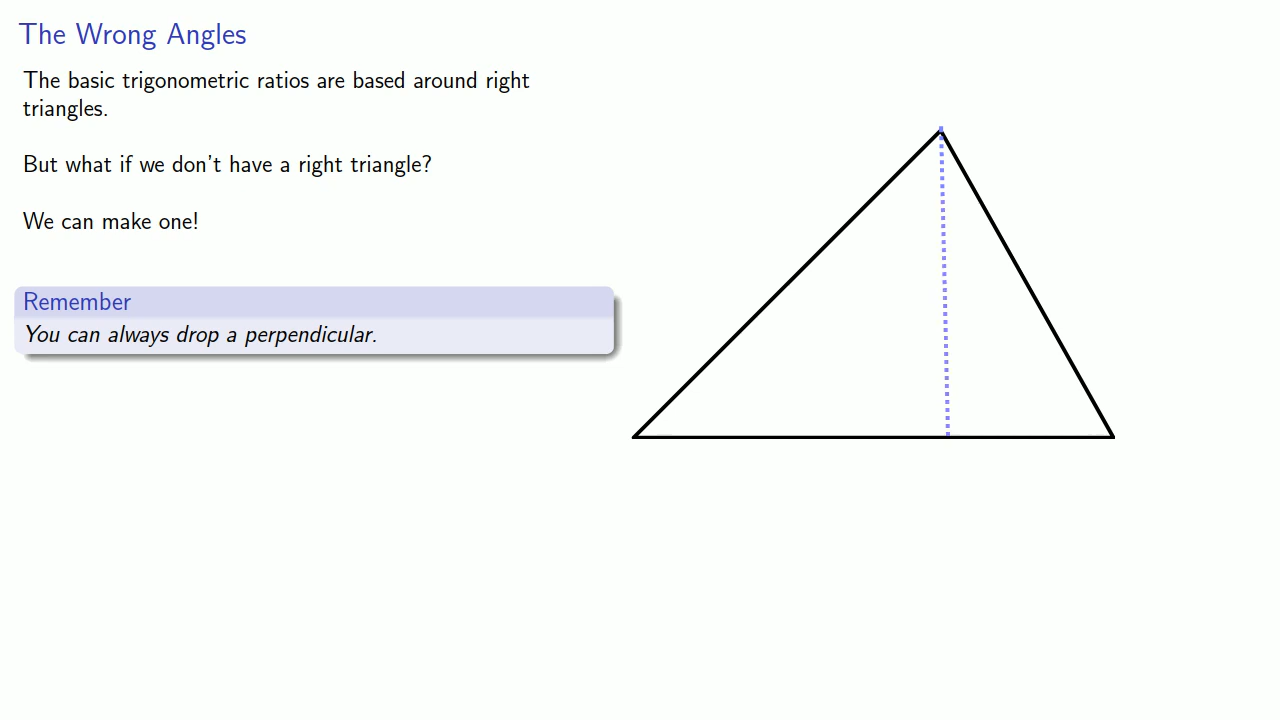 The Wrong Angles
The basic trigonometric ratios are based around right
triangles.
But what if we don't have a right triangle?
We can make one!
Remember
You can always drop a perpendicular.